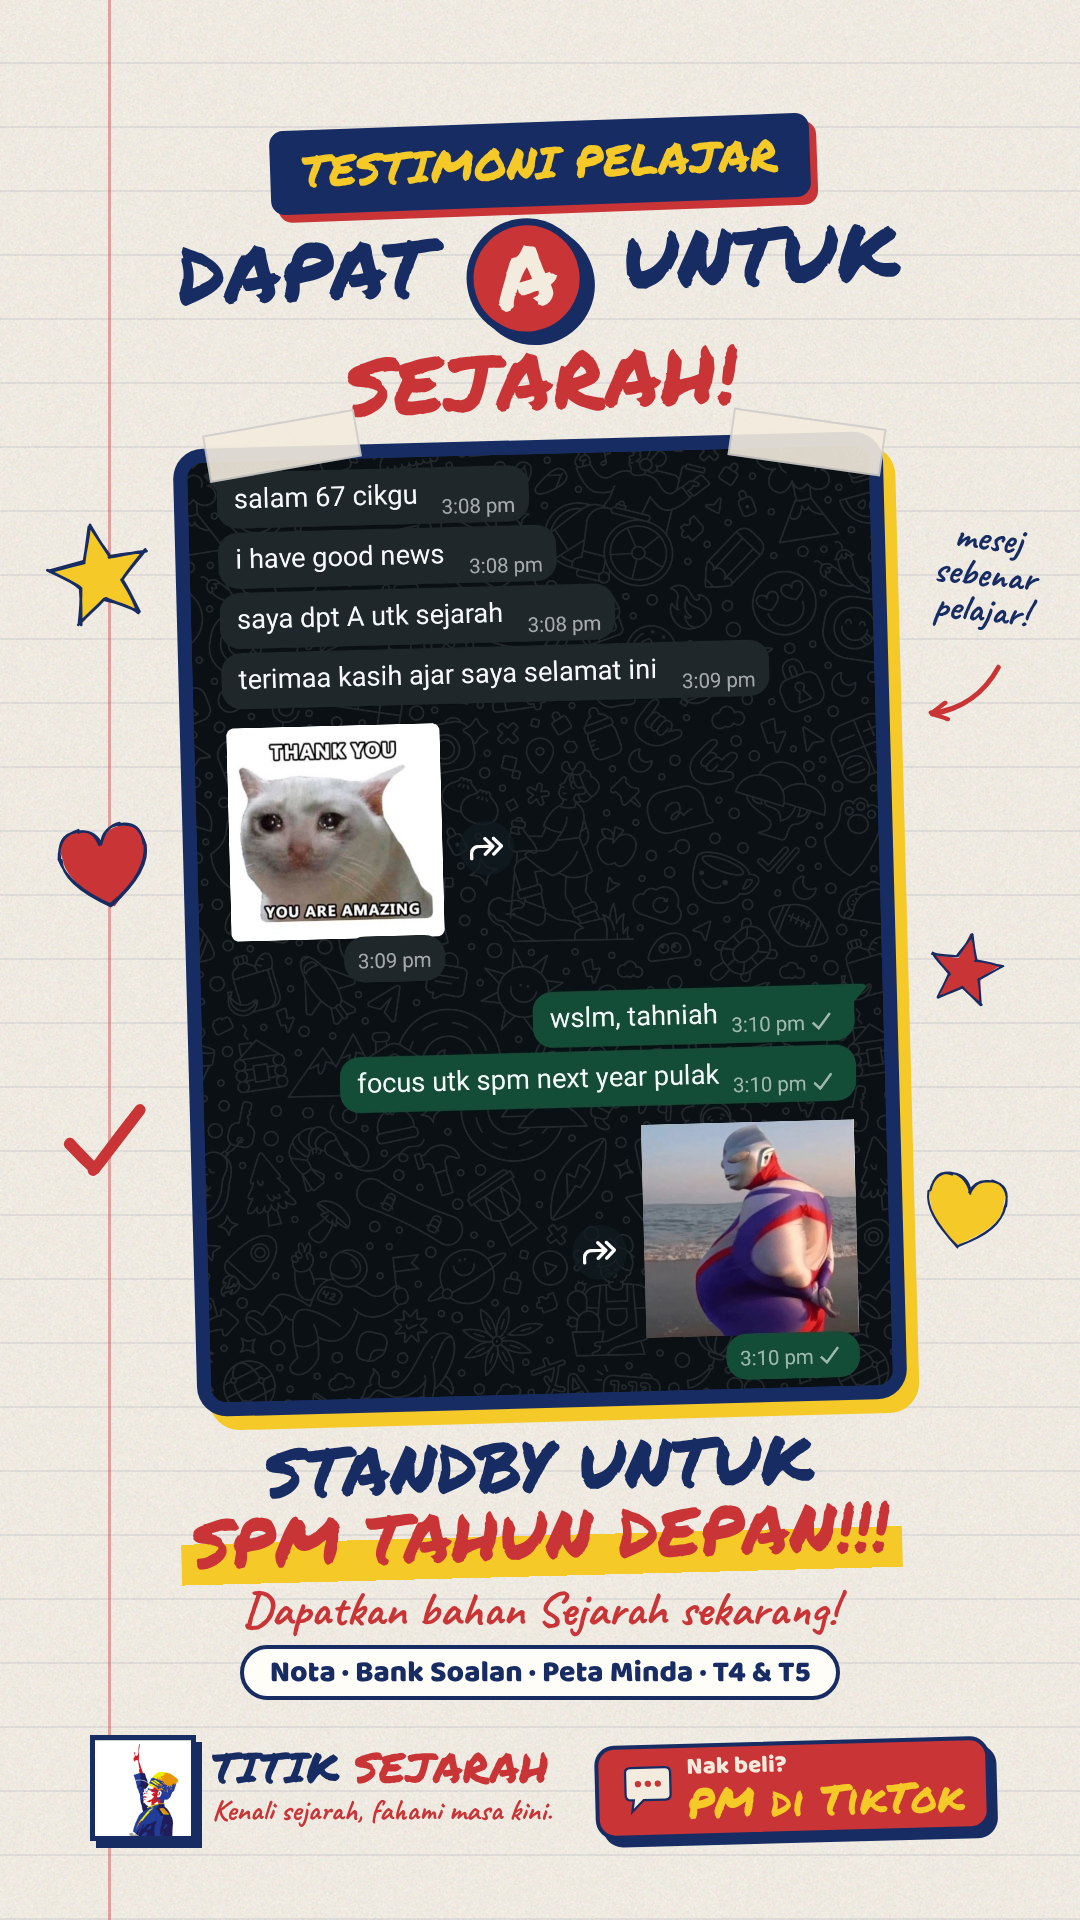 TESTIMONI PELAJAR
DAPAT A UNTUK
SEJARAH!
salam 67 cikgu 3:08 pm
i have good news 3:08 pm
saya dpt A utk sejarah 3:08 pm
terimaa kasih ajar saya selamat ini 3:09 pm
mesej
sebenar
pelajar!
THANK YOU
YOU ARE AMAZING
3:09 pm
wslm, tahniah 3:10 pm
focus utk spm next year pulak 3:10 pm
3:10 pm
STANDBY UNTUK
SPM TAHUN DEPAN!!!
Dapatkan bahan Sejarah sekarang!
Nota · Bank Soalan · Peta Minda · T4 & T5
TITIK SEJARAH
Kenali sejarah, fahami masa kini.
Nak beli?
PM DI TIKTOK